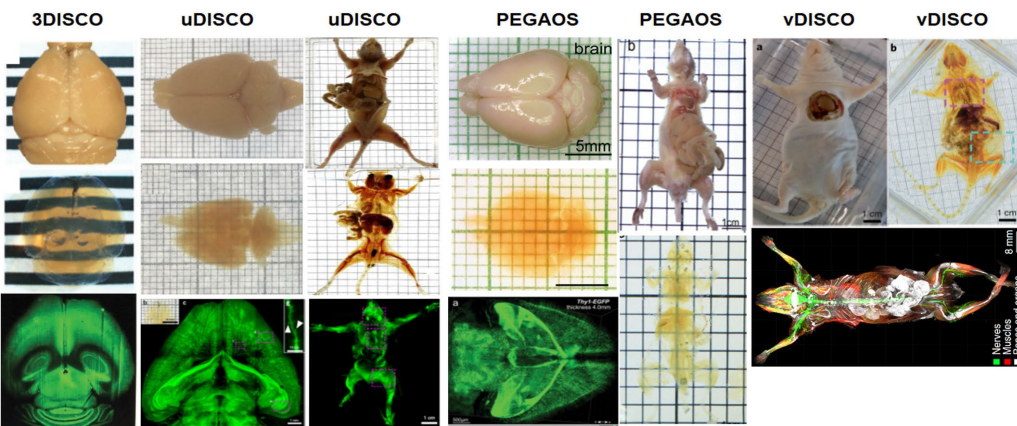 3DISCO
uDISCO
uDISCO
PEGAOS
PEGAOS
vDISCO
vDISCO
brain
5mm
b
1cm
a
1 cm
b
1 cm
b
c
1 cm
a
Thy1-EGFP
thickness 4.0mm
8 mm
Nerves
Muscles